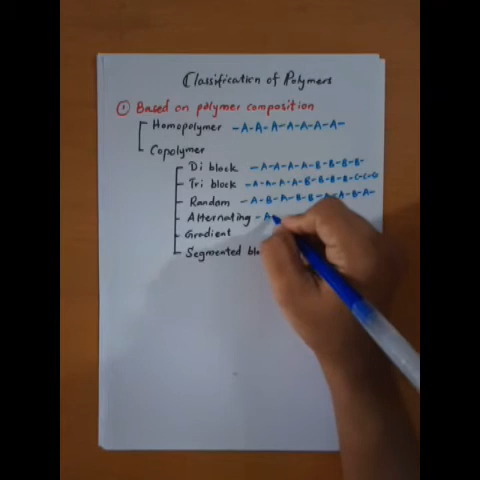 Classification of Polymers
① Based on polymer composition
Homopolymer -A-A-A-A-A-A-A-
Copolymer
Di block -A-A-A-A-B-B-B-B-
Tri block -A-A-A-A-B-B-B-B-C-C-C
Random -A-B-A-B-B-A-A-B-A-
Alternating -A
Gradient
Segmented